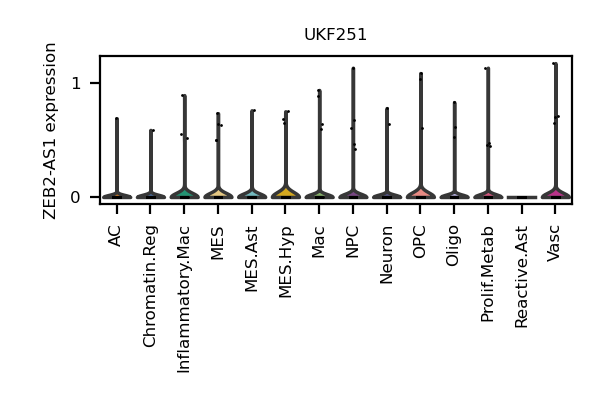 UKF251
ZEB2-AS1 expression
1
0
AC
Chromatin.Reg
Inflammatory.Mac
MES
MES.Ast
MES.Hyp
Mac
NPC
Neuron
OPC
Oligo
Prolif.Metab
Reactive.Ast
Vasc